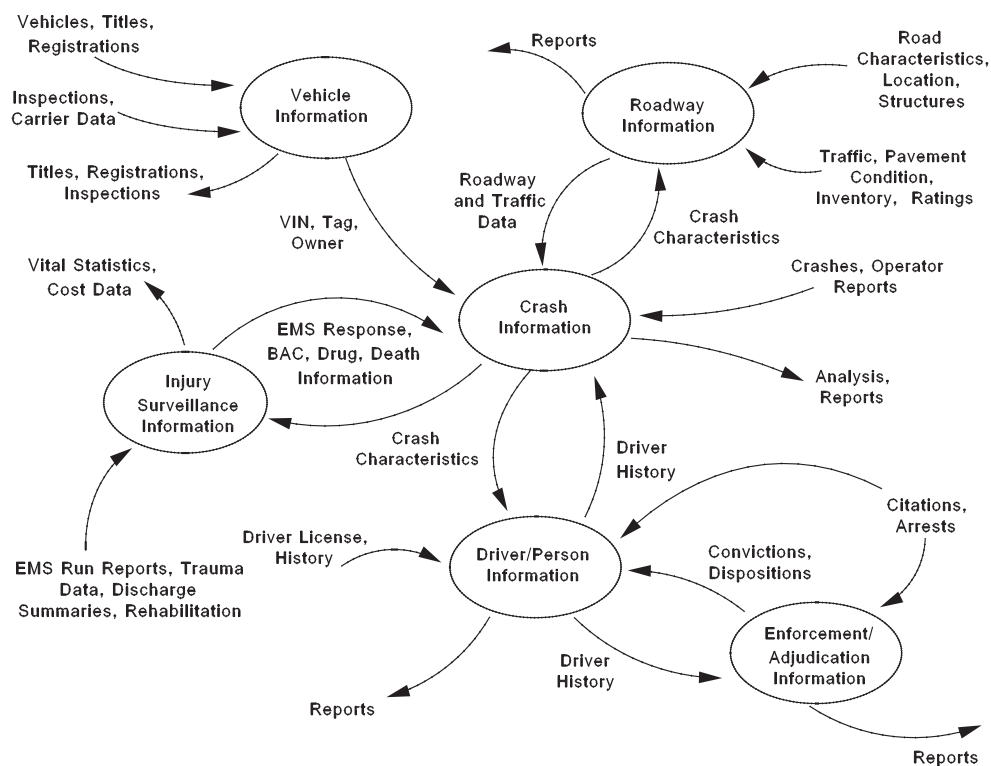 Vehicles, Titles,
Registrations
Inspections,
Carrier Data
Vehicle
Information
Titles, Registrations,
Inspections
VIN, Tag,
Owner
Reports
Roadway
Information
Road
Characteristics,
Location,
Structures
Traffic, Pavement
Condition,
Inventory, Ratings
Roadway
and Traffic
Data
Crash
Characteristics
Vital Statistics,
Cost Data
EMS Response,
BAC, Drug, Death
Information
Crash
Information
Crashes, Operator
Reports
Analysis,
Reports
Injury
Surveillance
Information
Crash
Characteristics
Driver
History
Citations,
Arrests
EMS Run Reports, Trauma
Data, Discharge
Summaries, Rehabilitation
Driver License,
History
Driver/Person
Information
Convictions,
Dispositions
Enforcement/
Adjudication
Information
Driver
History
Reports
Reports